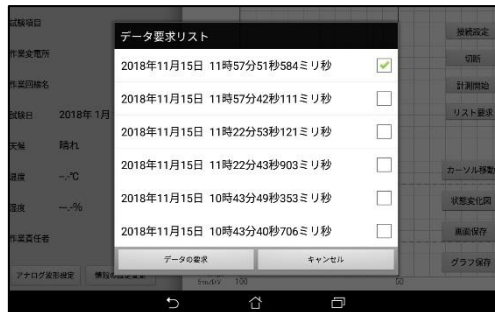 試験項目
作業変電所
作業回線名
試験日 2018年1月
天候 晴れ
温度 --.-℃
湿度 --.-%
作業責任者
アナログ波形設定
データ要求リスト
2018年11月15日 11時57分51秒584ミリ秒
2018年11月15日 11時57分42秒111ミリ秒
2018年11月15日 11時22分53秒121ミリ秒
2018年11月15日 11時22分43秒903ミリ秒
2018年11月15日 10時43分49秒353ミリ秒
2018年11月15日 10時43分40秒706ミリ秒
データの要求
キャンセル
接続設定
切断
計測開始
リスト要求
カーソル移動
状態変化図
画面保存
グラフ保存
5ms/DIV 100
50